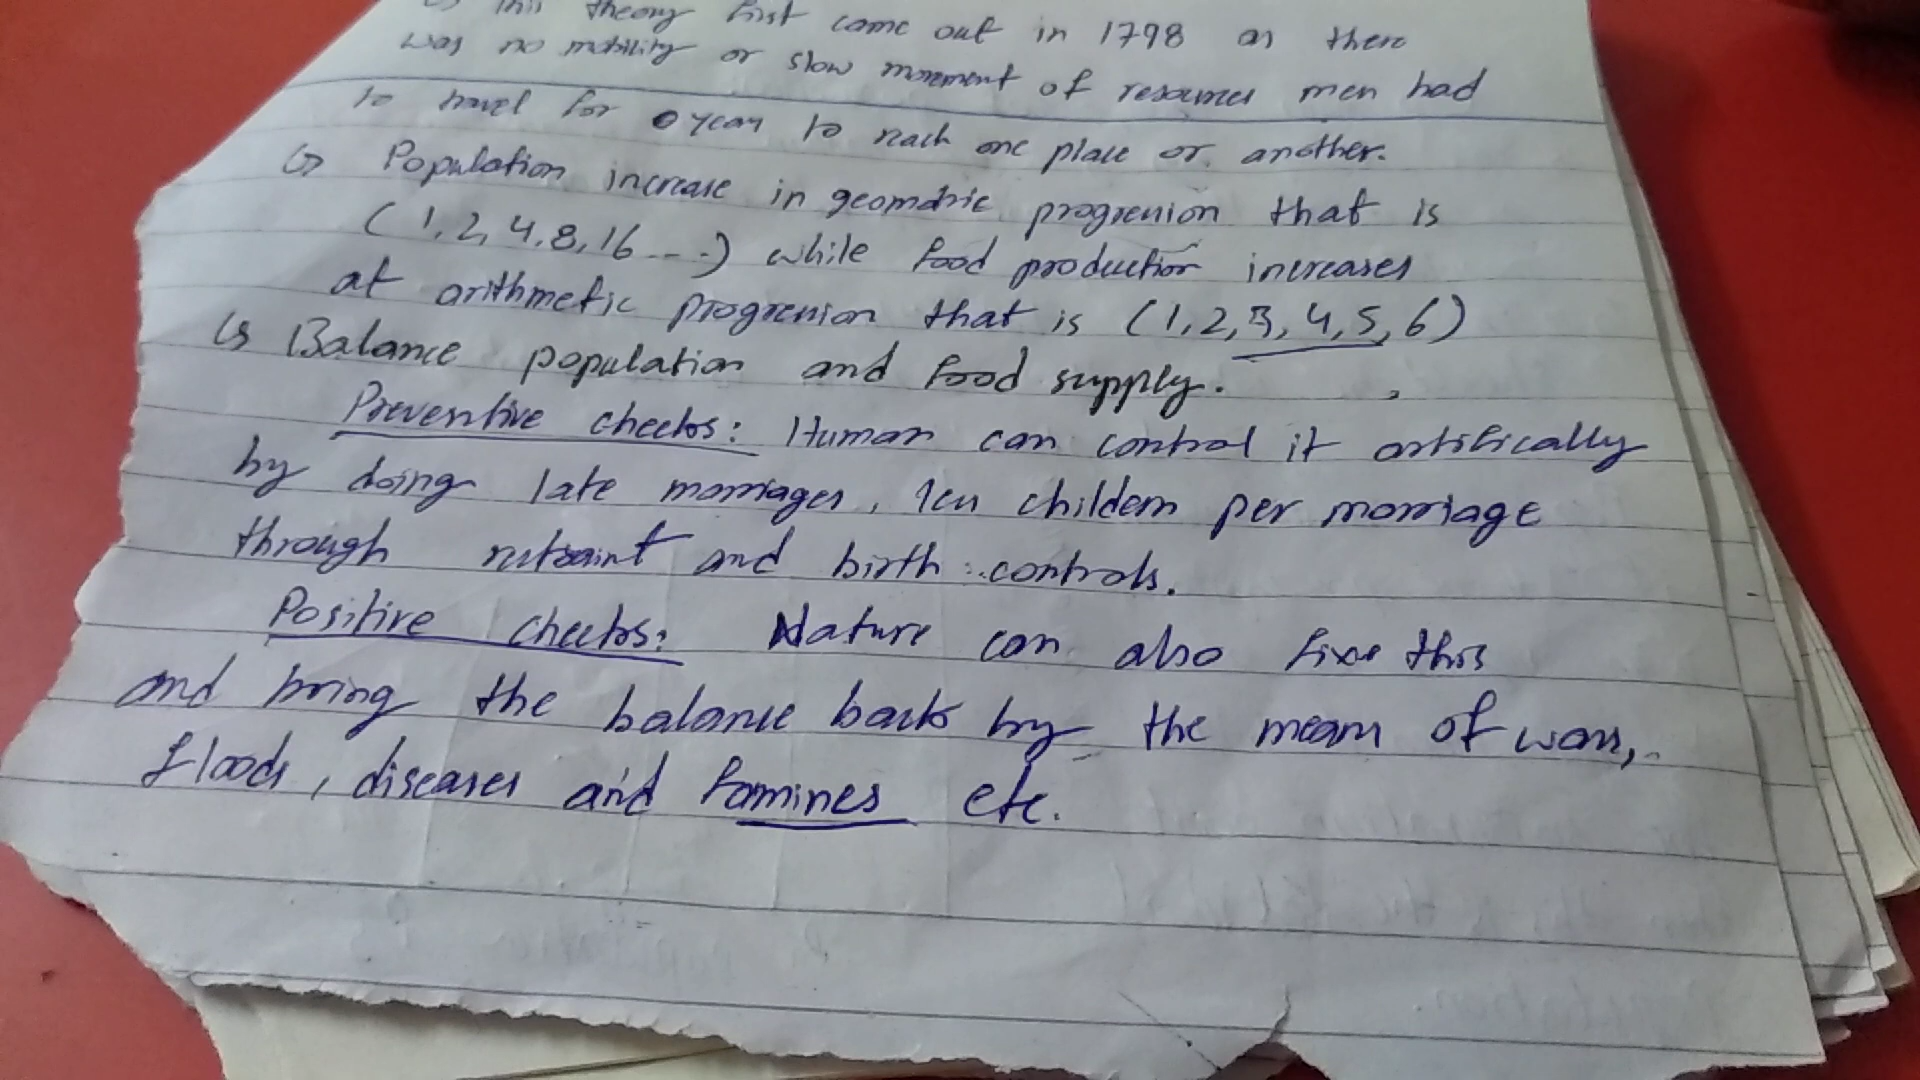 ↳ This theory first came out in 1798 as there
was no mobility or slow movement of resources men had
to travel for a year to reach one place or another.
↳ Population increase in geomatric progression that is
(1, 2, 4, 8, 16 ---) while food production increases
at arithmetic progression that is (1, 2, 3, 4, 5, 6)
↳ Balance population and food supply.
Preventive checks: Human can control it artifically
by doing late marriages, less childern per marriage
through restraint and birth controls.
Positive checks: Nature can also fix this
and bring the balance back by the mean of wars,
floods, diseases and famines etc.